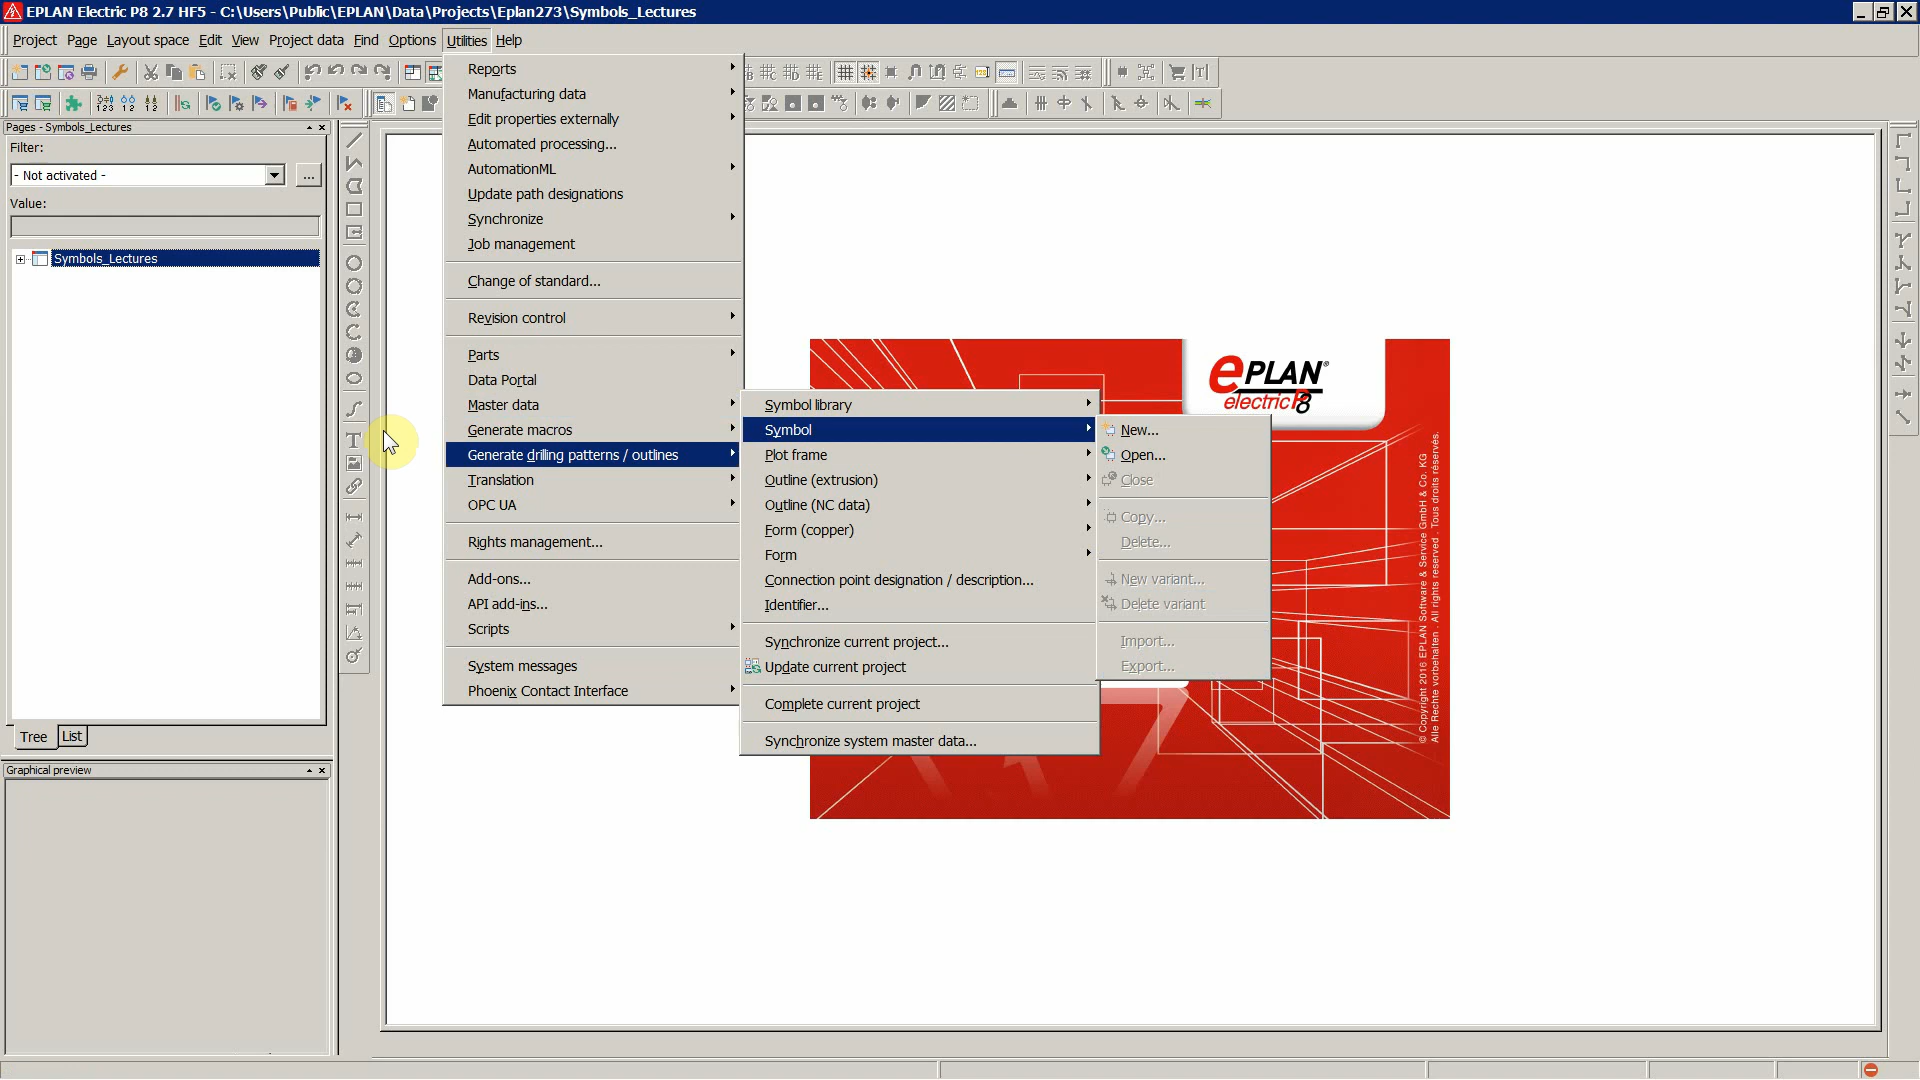 EPLAN Electric P8 2.7 HF5 - C:\Users\Public\EPLAN\Data\Projects\Eplan273\Symbols_Lectures
Project Page Layout space Edit View Project data Find Options Utilities Help
Pages - Symbols_Lectures
Filter:
- Not activated -
...
Value:
Symbols_Lectures
Tree
List
Graphical preview
Reports
Manufacturing data
Edit properties externally
Automated processing...
AutomationML
Update path designations
Synchronize
Job management
Change of standard...
Revision control
Parts
Data Portal
Master data
Generate macros
Generate drilling patterns / outlines
Translation
OPC UA
Rights management...
Add-ons...
API add-ins...
Scripts
System messages
Phoenix Contact Interface
Symbol library
Symbol
Plot frame
Outline (extrusion)
Outline (NC data)
Form (copper)
Form
Connection point designation / description...
Identifier...
Synchronize current project...
Update current project
Complete current project
Synchronize system master data...
New...
Open...
Close
Copy...
Delete...
New variant...
Delete variant
Import...
Export...
ePLAN®
electric P8
© Copyright 2016 EPLAN Software & Service GmbH & Co. KG
Alle Rechte vorbehalten . All rights reserved . Tous droits réservés.